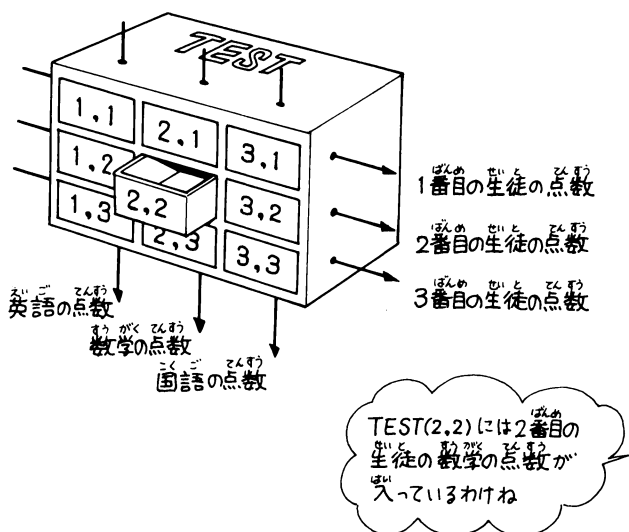 TEST
1,1 2,1 3,1
1,2 2,2 3,2
1,3 2,3 3,3
1番目の生徒の点数
2番目の生徒の点数
3番目の生徒の点数
英語の点数
数学の点数
国語の点数
TEST(2,2)には2番目の
生徒の数学の点数が
入っているわけね